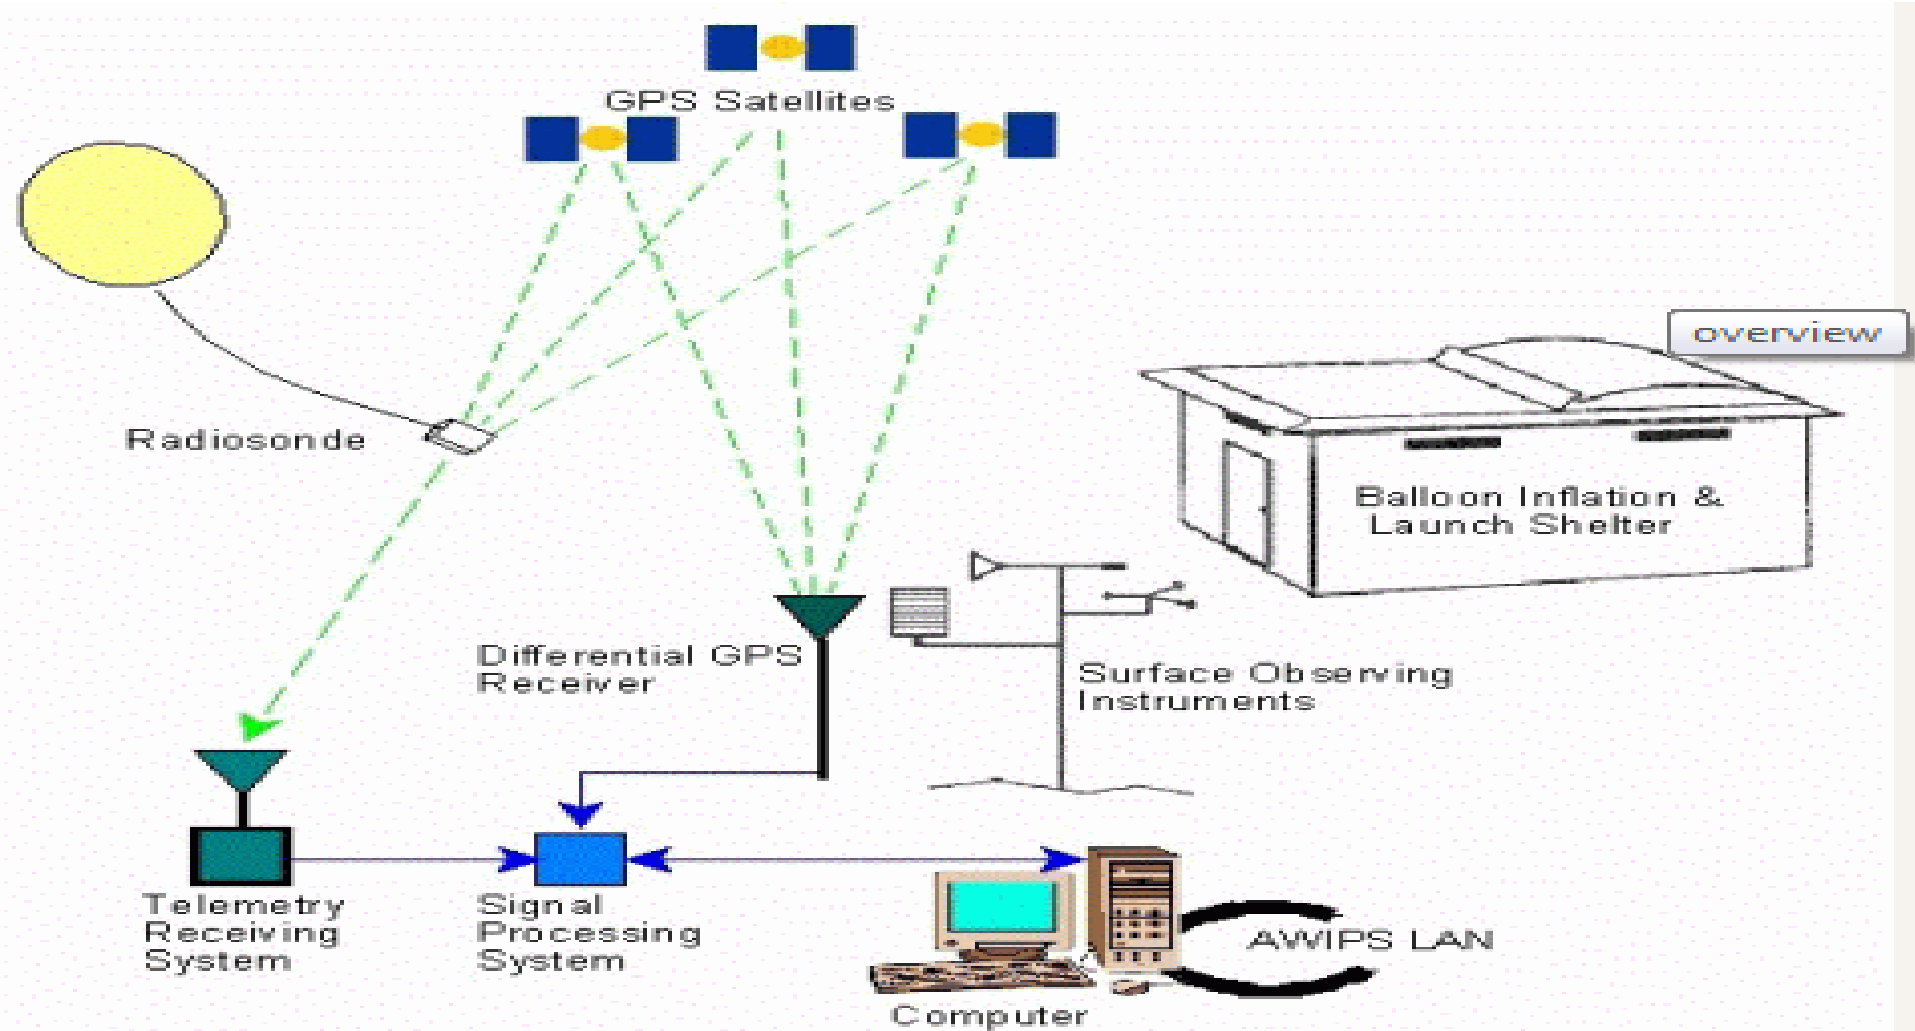 GPS Satellites
overview
Radiosonde
Balloon Inflation &
Launch Shelter
Differential GPS
Receiver
Surface Observing
Instruments
Telemetry
Receiving
System
Signal
Processing
System
AWIPS LAN
Computer